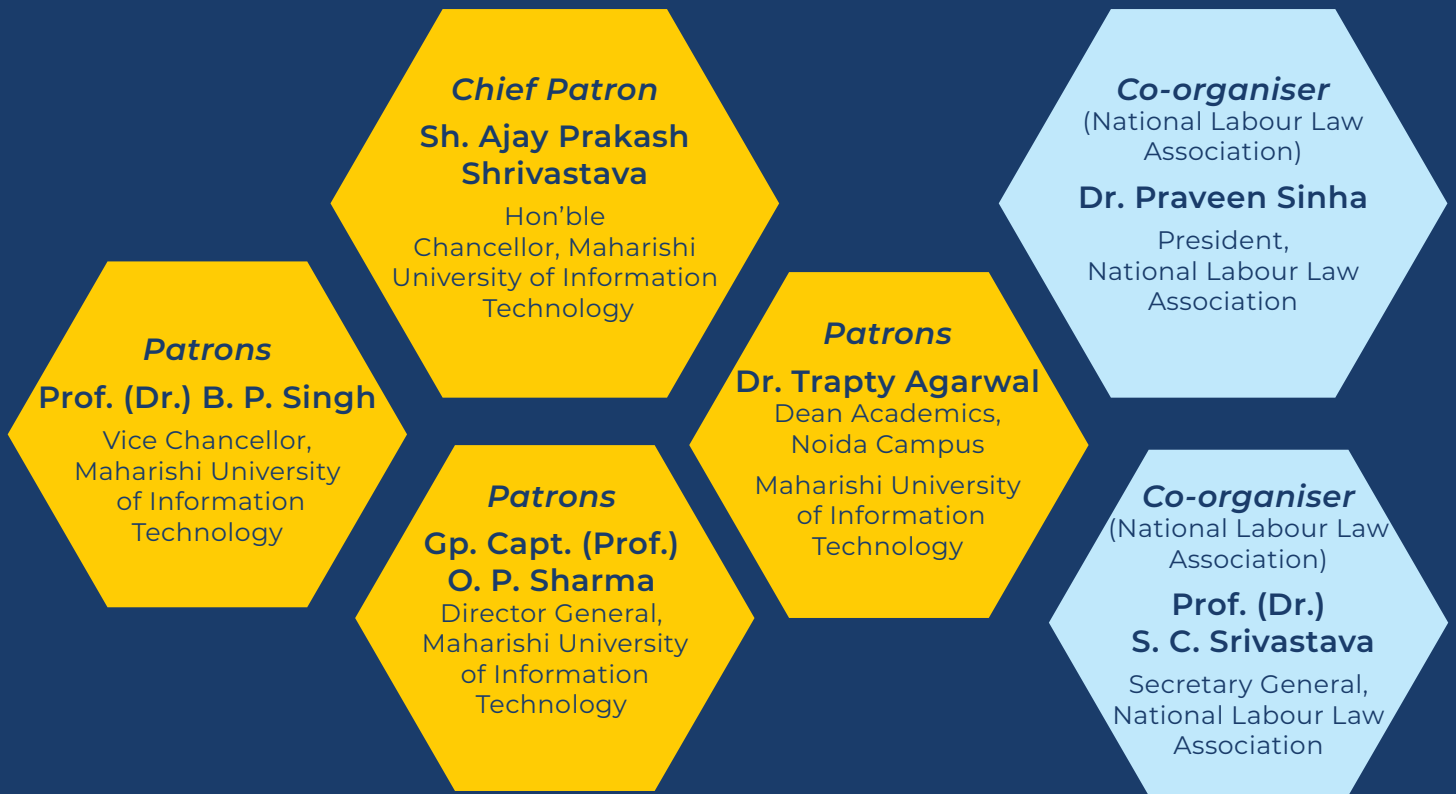 Chief Patron
Sh. Ajay Prakash
Shrivastava
Hon’ble
Chancellor, Maharishi
University of Information
Technology
Co-organiser
(National Labour Law
Association)
Dr. Praveen Sinha
President,
National Labour Law
Association
Patrons
Prof. (Dr.) B. P. Singh
Vice Chancellor,
Maharishi University
of Information
Technology
Patrons
Dr. Trapty Agarwal
Dean Academics,
Noida Campus
Maharishi University
of Information
Technology
Patrons
Gp. Capt. (Prof.)
O. P. Sharma
Director General,
Maharishi University
of Information
Technology
Co-organiser
(National Labour Law
Association)
Prof. (Dr.)
S. C. Srivastava
Secretary General,
National Labour Law
Association